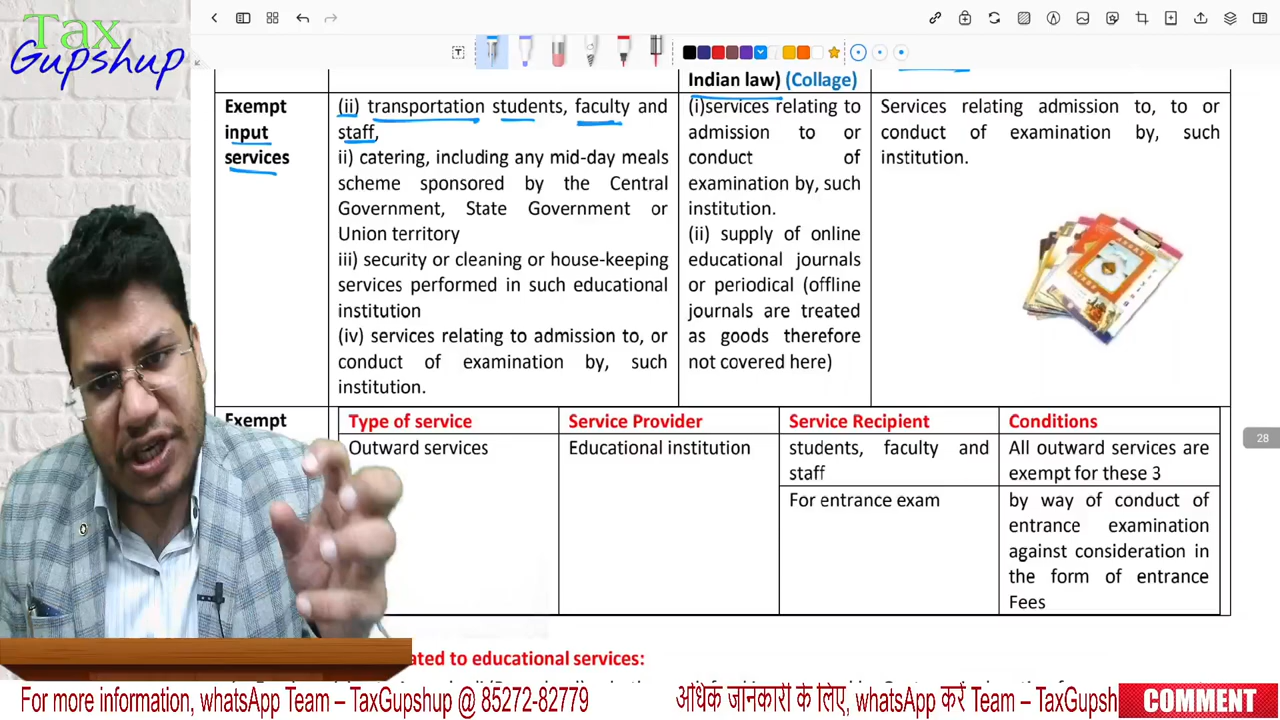 Tax
Gupshup
Indian law) (Collage)
Exempt
input
services
(ii) transportation students, faculty and
staff,
ii) catering, including any mid-day meals
scheme sponsored by the Central
Government, State Government or
Union territory
iii) security or cleaning or house-keeping
services performed in such educational
institution
(iv) services relating to admission to, or
conduct of examination by, such
institution.
(i)services relating to
admission to or
conduct of
examination by, such
institution.
(ii) supply of online
educational journals
or periodical (offline
journals are treated
as goods therefore
not covered here)
Services relating admission to, to or
conduct of examination by, such
institution.
28
Exempt
Type of service
Service Provider
Service Recipient
Conditions
Outward services
Educational institution
students, faculty and
staff
All outward services are
exempt for these 3
For entrance exam
by way of conduct of
entrance examination
against consideration in
the form of entrance
Fees
ated to educational services:
For more information, whatsApp Team – TaxGupshup @ 85272-82779
अधिक जानकारी के लिए, whatsApp करें Team – TaxGupsh
COMMENT